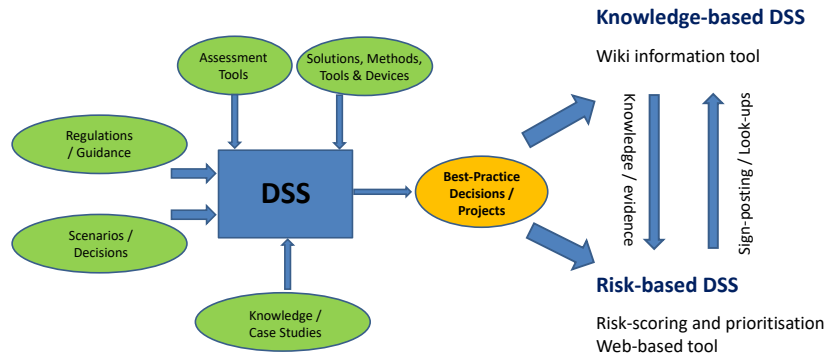 Knowledge-based DSS
Wiki information tool
Assessment
Tools
Solutions, Methods,
Tools & Devices
Regulations
/ Guidance
DSS
Best-Practice
Decisions /
Projects
Knowledge /
evidence
Sign-posting / Look-ups
Scenarios /
Decisions
Knowledge /
Case Studies
Risk-based DSS
Risk-scoring and prioritisation
Web-based tool